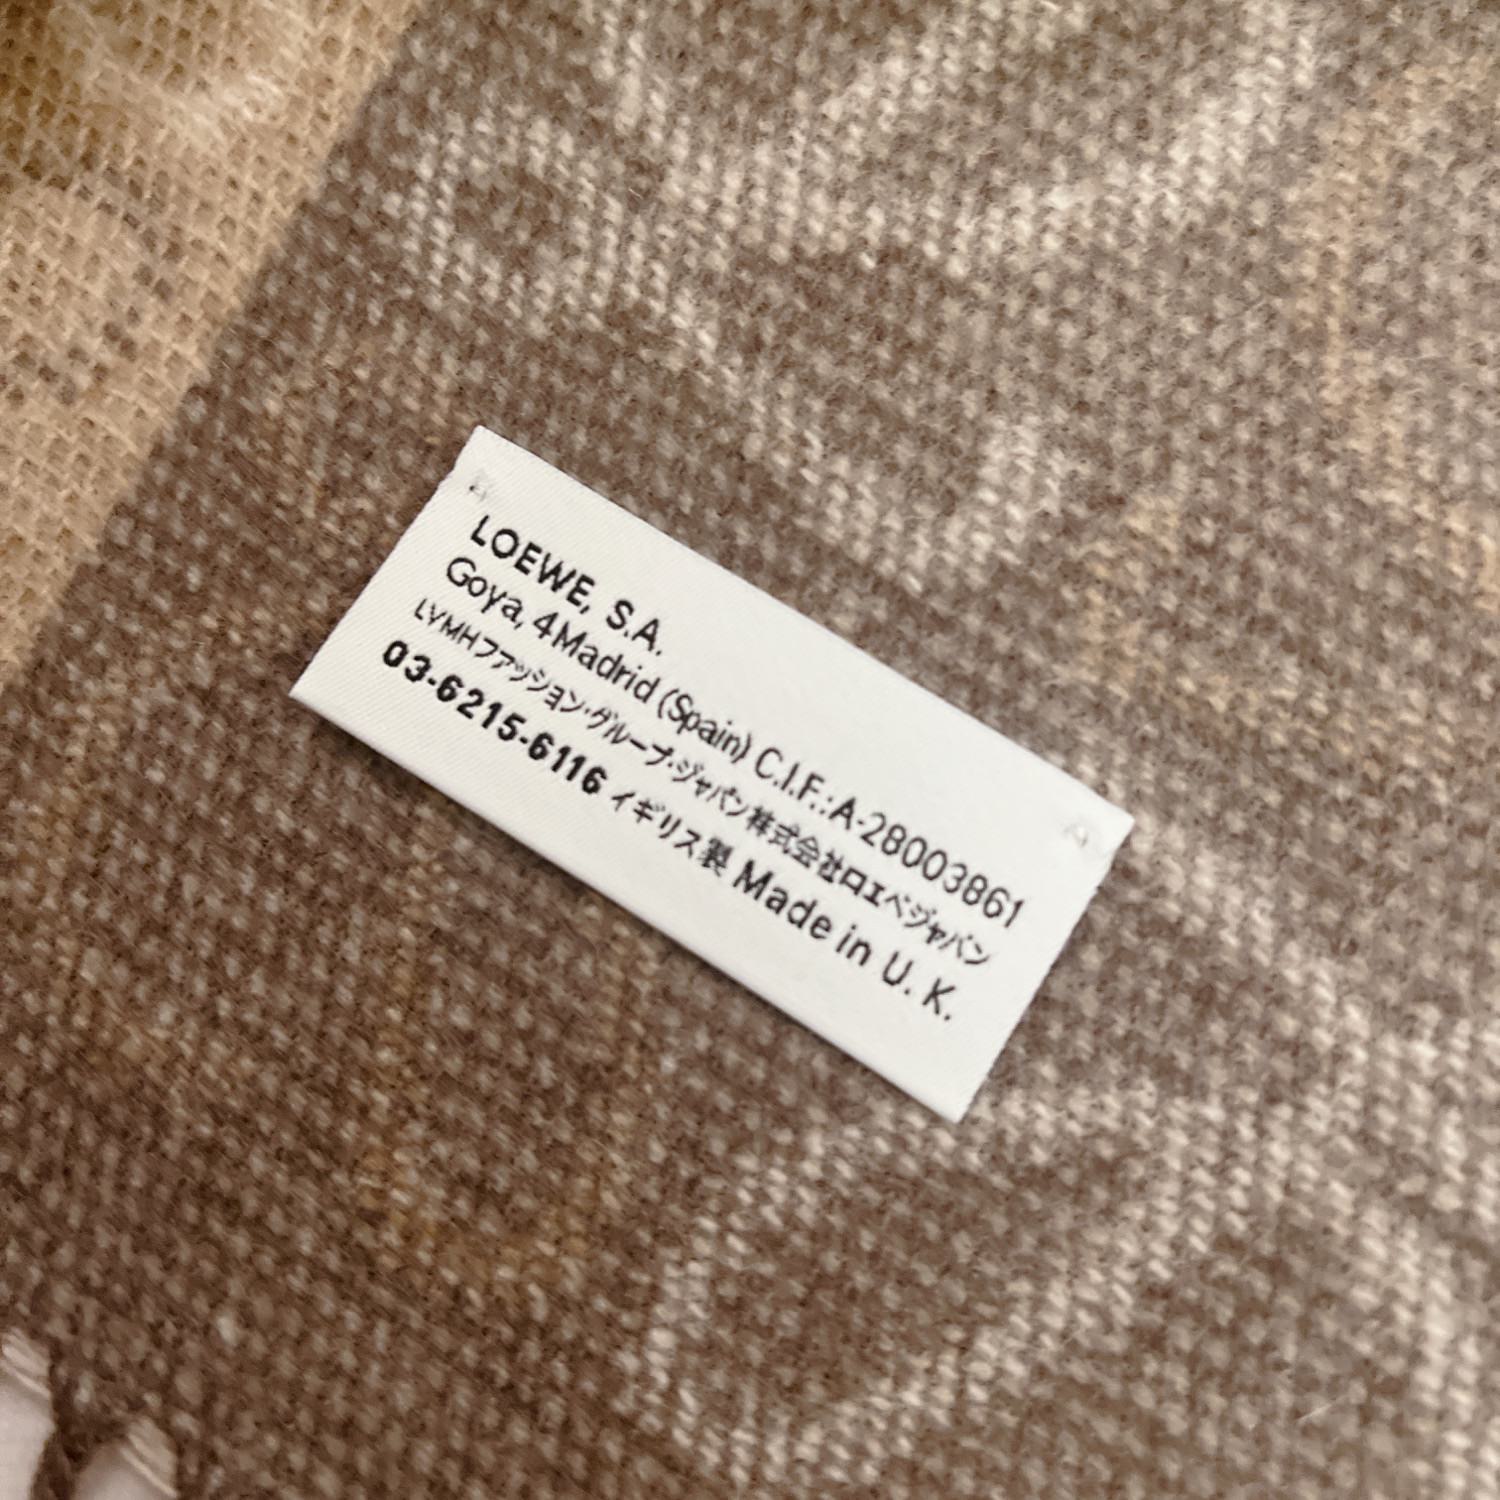 LOEWE, S.A.
Goya, 4 Madrid (Spain) C.I.F.: A-28003861
LVMHファッション・グループ・ジャパン株式会社ロエベジャパン
03-6215-6116 イギリス製 Made in U. K.